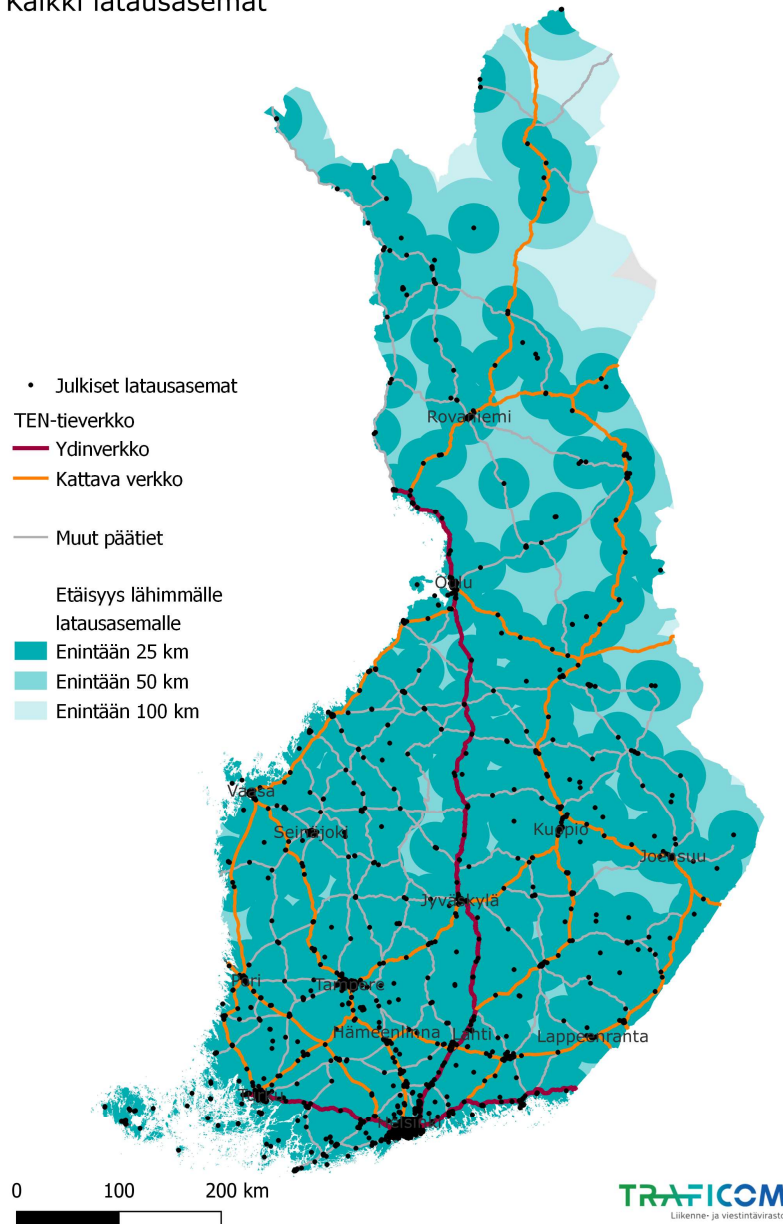 Kaikki latausasemat
Julkiset latausasemat
TEN-tieverkko
Ydinverkko
Kattava verkko
Muut päätiet
Etäisyys lähimmälle
latausasemalle
Enintään 25 km
Enintään 50 km
Enintään 100 km
Rovaniemi
Oulu
Vaasa
Seinäjoki
Kuopio
Joensuu
Jyväskylä
Pori
Tampere
Hämeenlinna
Lahti
Lappeenranta
Turku
Helsinki
0 100 200 km
TRAFICOM
Liikenne- ja viestintävirasto